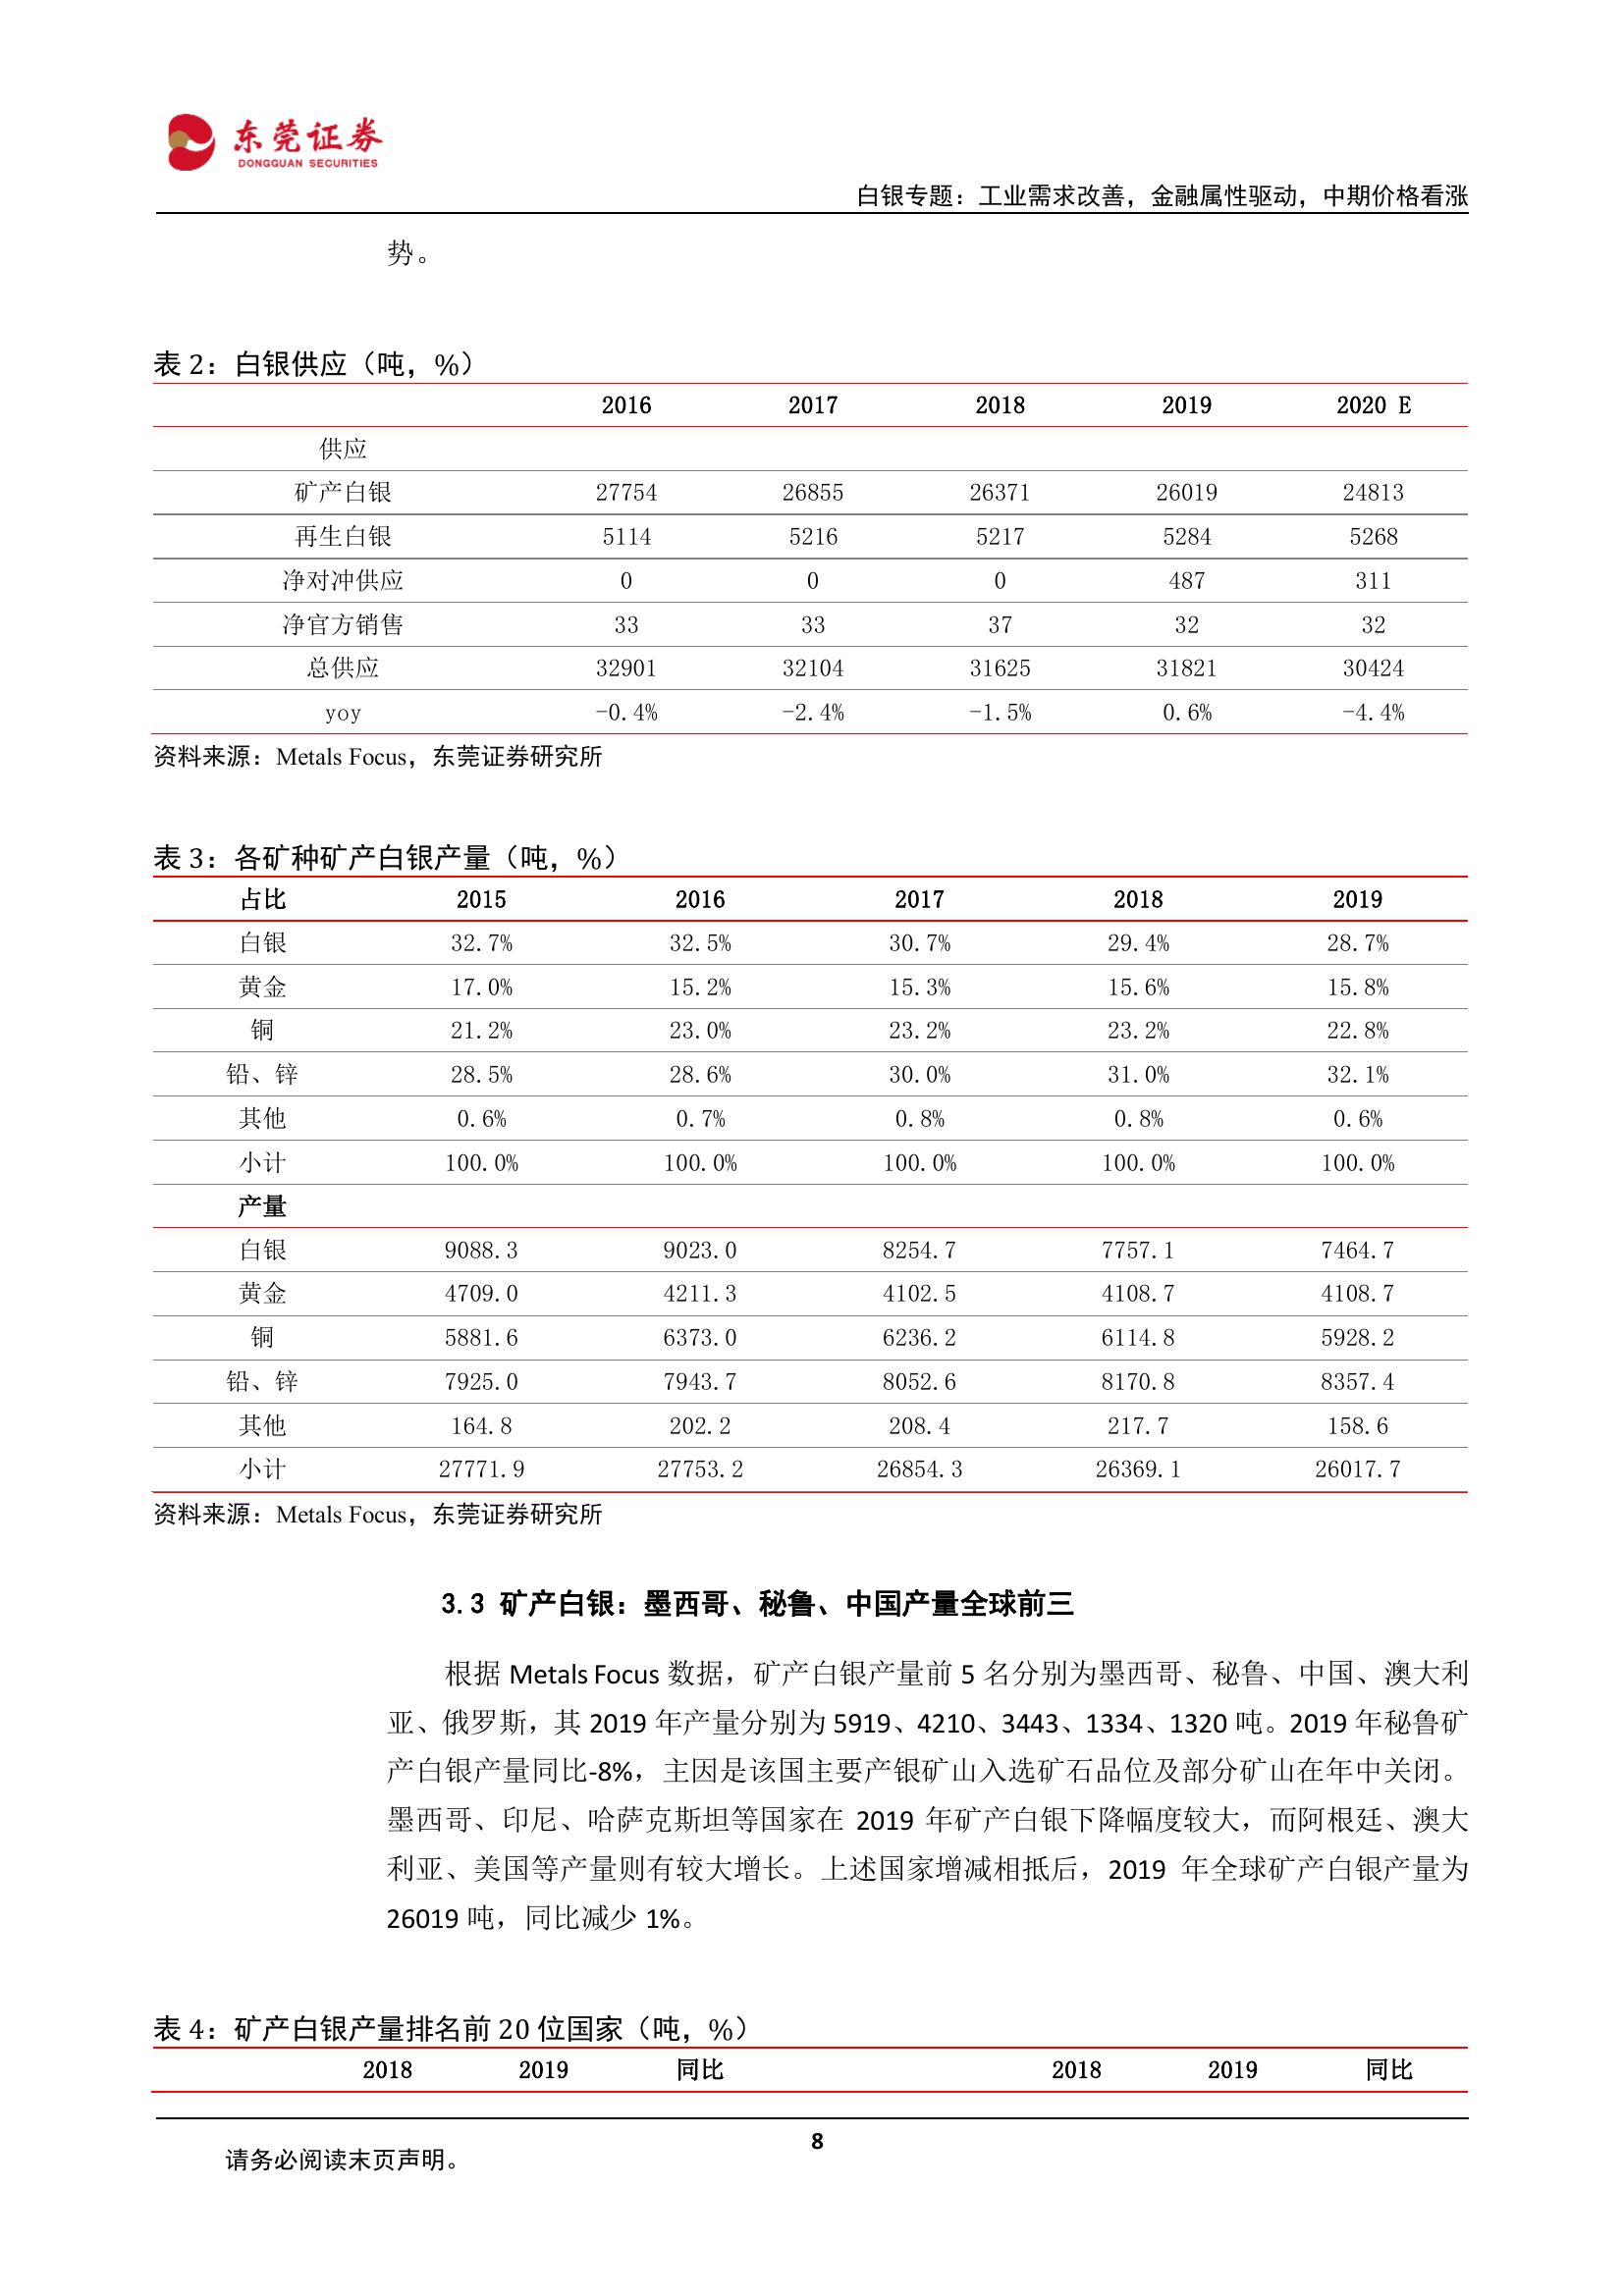 东莞证券
DONGGUAN SECURITIES
白银专题：工业需求改善，金融属性驱动，中期价格看涨
势。
表 2：白银供应（吨，%）
2016 2017 2018 2019 2020 E
供应
矿产白银 27754 26855 26371 26019 24813
再生白银 5114 5216 5217 5284 5268
净对冲供应 0 0 0 487 311
净官方销售 33 33 37 32 32
总供应 32901 32104 31625 31821 30424
yoy -0.4% -2.4% -1.5% 0.6% -4.4%
资料来源：Metals Focus，东莞证券研究所
表 3：各矿种矿产白银产量（吨，%）
占比 2015 2016 2017 2018 2019
白银 32.7% 32.5% 30.7% 29.4% 28.7%
黄金 17.0% 15.2% 15.3% 15.6% 15.8%
铜 21.2% 23.0% 23.2% 23.2% 22.8%
铅、锌 28.5% 28.6% 30.0% 31.0% 32.1%
其他 0.6% 0.7% 0.8% 0.8% 0.6%
小计 100.0% 100.0% 100.0% 100.0% 100.0%
产量
白银 9088.3 9023.0 8254.7 7757.1 7464.7
黄金 4709.0 4211.3 4102.5 4108.7 4108.7
铜 5881.6 6373.0 6236.2 6114.8 5928.2
铅、锌 7925.0 7943.7 8052.6 8170.8 8357.4
其他 164.8 202.2 208.4 217.7 158.6
小计 27771.9 27753.2 26854.3 26369.1 26017.7
资料来源：Metals Focus，东莞证券研究所
3.3 矿产白银：墨西哥、秘鲁、中国产量全球前三
根据 Metals Focus 数据，矿产白银产量前 5 名分别为墨西哥、秘鲁、中国、澳大利
亚、俄罗斯，其 2019 年产量分别为 5919、4210、3443、1334、1320 吨。2019 年秘鲁矿
产白银产量同比-8%，主因是该国主要产银矿山入选矿石品位及部分矿山在年中关闭。
墨西哥、印尼、哈萨克斯坦等国家在 2019 年矿产白银下降幅度较大，而阿根廷、澳大
利亚、美国等产量则有较大增长。上述国家增减相抵后，2019 年全球矿产白银产量为
26019 吨，同比减少 1%。
表 4：矿产白银产量排名前 20 位国家（吨，%）
2018 2019 同比 2018 2019 同比
8
请务必阅读末页声明。